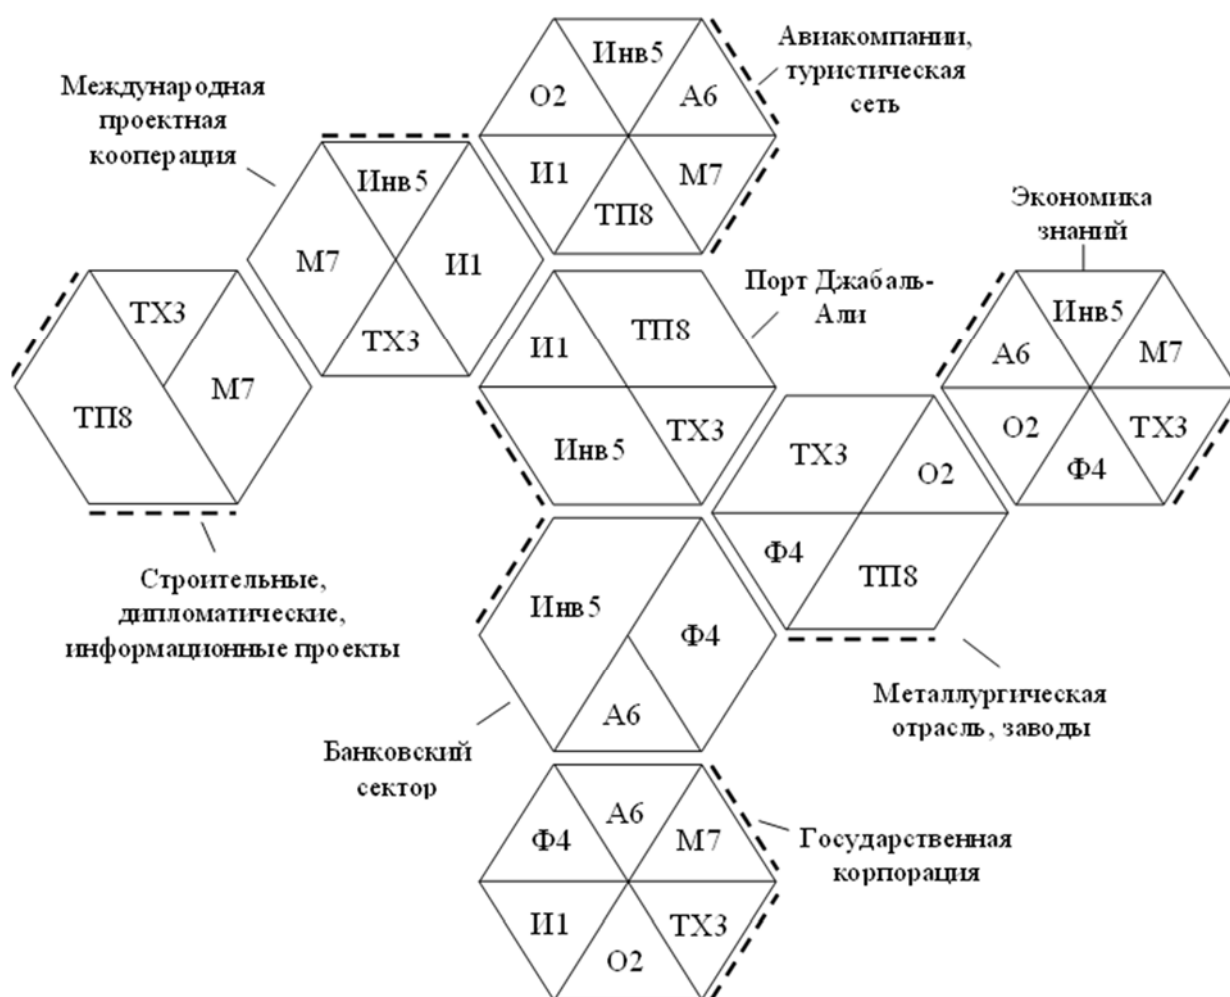 Авиакомпании,
туристическая
сеть
Инв5
О2
А6
И1
М7
ТП8
Международная
проектная
кооперация
Инв5
М7
И1
ТХ3
Экономика
знаний
Порт Джабаль-
Али
ТХ3
М7
ТП8
И1
ТП8
Инв5
ТХ3
Инв5
А6
М7
О2
ТХ3
Ф4
ТХ3
О2
Ф4
ТП8
Строительные,
дипломатические,
информационные проекты
Инв5
Ф4
А6
Металлургическая
отрасль, заводы
Банковский
сектор
А6
Ф4
М7
И1
ТХ3
О2
Государственная
корпорация